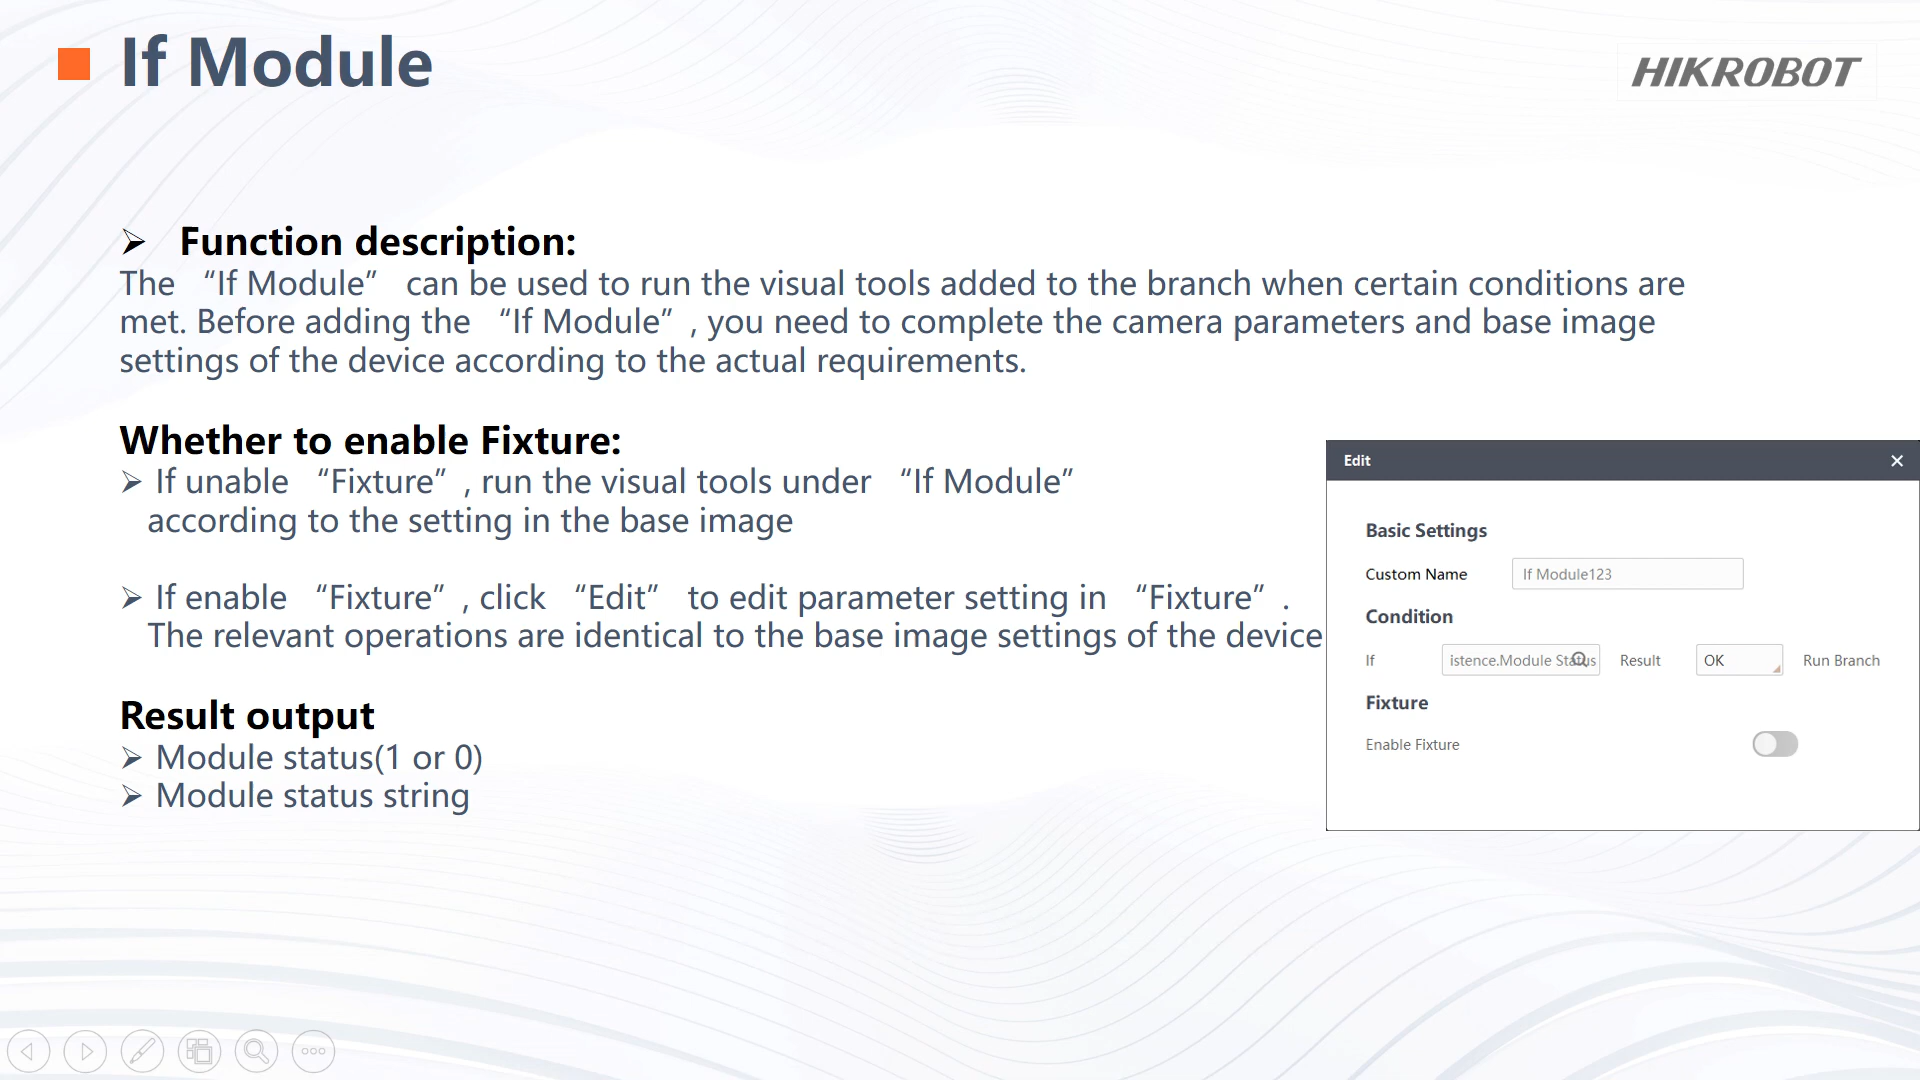 If Module
HIKROBOT
➢ Function description:
The “If Module” can be used to run the visual tools added to the branch when certain conditions are
met. Before adding the “If Module”, you need to complete the camera parameters and base image
settings of the device according to the actual requirements.
Whether to enable Fixture:
➢ If unable “Fixture”, run the visual tools under “If Module”
according to the setting in the base image
➢ If enable “Fixture”, click “Edit” to edit parameter setting in “Fixture”.
The relevant operations are identical to the base image settings of the device
Result output
➢ Module status(1 or 0)
➢ Module status string
Edit
Basic Settings
Custom Name If Module123
Condition
If istence.Module Status Result OK Run Branch
Fixture
Enable Fixture